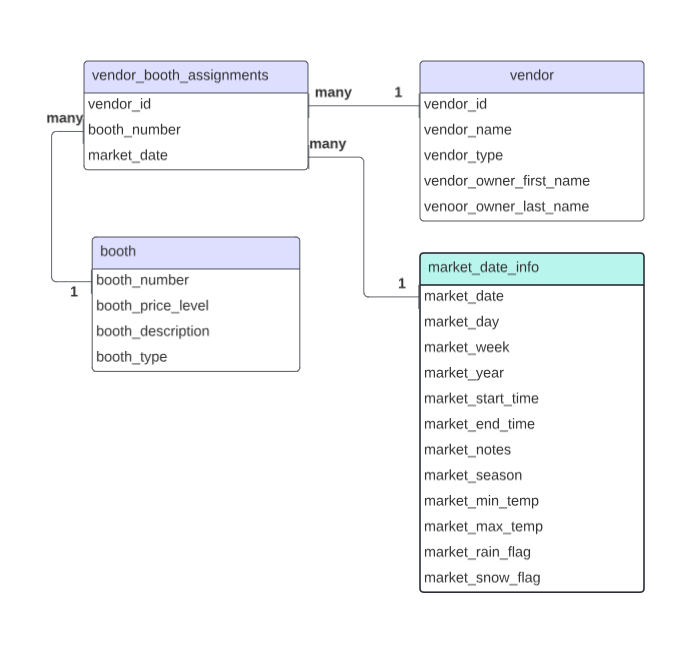 vendor_booth_assignments
vendor_id
booth_number
market_date
many
many
1
many
1
vendor
vendor_id
vendor_name
vendor_type
vendor_owner_first_name
venoor_owner_last_name
booth
booth_number
booth_price_level
booth_description
booth_type
1
market_date_info
market_date
market_day
market_week
market_year
market_start_time
market_end_time
market_notes
market_season
market_min_temp
market_max_temp
market_rain_flag
market_snow_flag